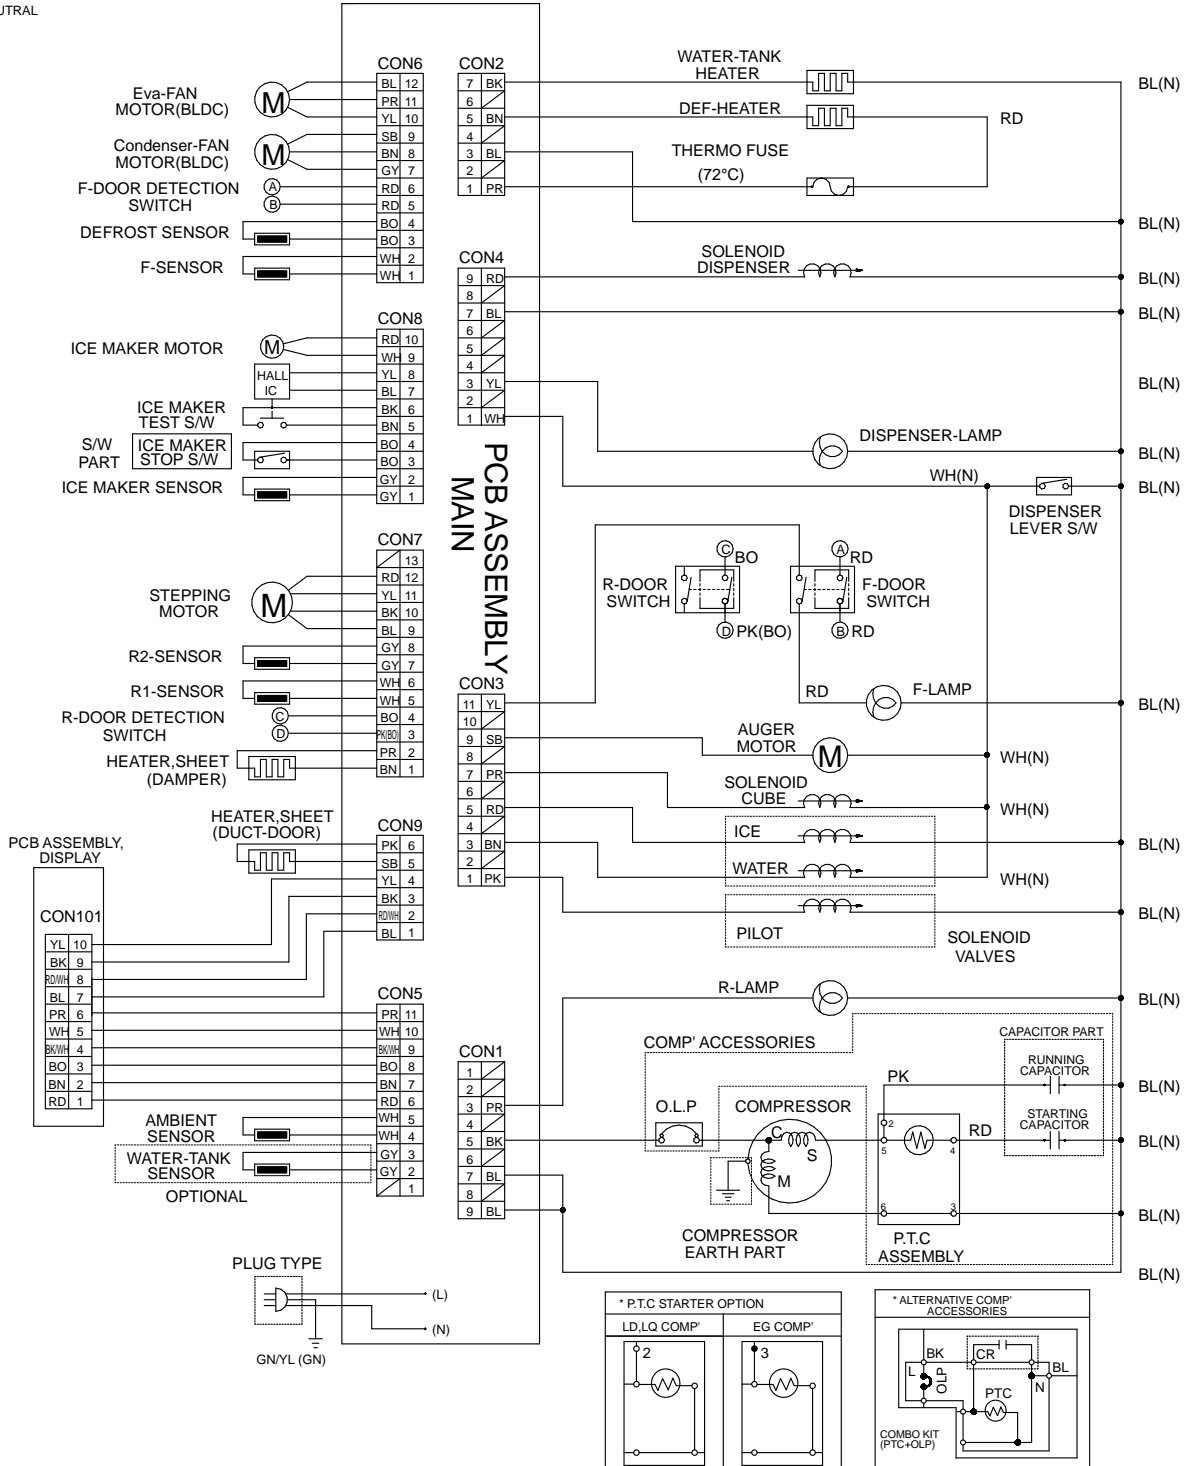 UTRAL
CON6
BL 12
PR 11
YL 10
SB 9
BN 8
GY 7
RD 6
RD 5
BO 4
BO 3
WH 2
WH 1
Eva-FAN
MOTOR(BLDC)
M
Condenser-FAN
MOTOR(BLDC)
M
F-DOOR DETECTION
SWITCH
A
B
DEFROST SENSOR
F-SENSOR
CON8
RD 10
WH 9
YL 8
BL 7
BK 6
BN 5
BO 4
BO 3
GY 2
GY 1
ICE MAKER MOTOR
M
HALL
IC
ICE MAKER
TEST S/W
S/W
PART
ICE MAKER
STOP S/W
ICE MAKER SENSOR
CON7
13
RD 12
YL 11
BK 10
BL 9
GY 8
GY 7
WH 6
WH 5
BO 4
PK(BO) 3
PR 2
BN 1
STEPPING
MOTOR
M
R2-SENSOR
R1-SENSOR
R-DOOR DETECTION
SWITCH
C
D
HEATER,SHEET
(DAMPER)
CON9
PK 6
SB 5
YL 4
BK 3
RD/WH 2
BL 1
HEATER,SHEET
(DUCT-DOOR)
PCB ASSEMBLY,
DISPLAY
CON101
YL 10
BK 9
RD/WH 8
BL 7
PR 6
WH 5
BK/WH 4
BO 3
BN 2
RD 1
CON5
PR 11
WH 10
BK/WH 9
BO 8
BN 7
RD 6
WH 5
WH 4
GY 3
GY 2
1
AMBIENT
SENSOR
WATER-TANK
SENSOR
OPTIONAL
PLUG TYPE
(L)
(N)
GN/YL (GN)
PCB ASSEMBLY
MAIN
CON2
7 BK
6
5 BN
4
3 BL
2
1 PR
WATER-TANK
HEATER
DEF-HEATER
RD
THERMO FUSE
(72°C)
BL(N)
BL(N)
CON4
9 RD
8
7 BL
6
5
4
3 YL
2
1 WH
SOLENOID
DISPENSER
BL(N)
BL(N)
BL(N)
DISPENSER-LAMP
BL(N)
WH(N)
BL(N)
DISPENSER
LEVER S/W
C
BO
R-DOOR
SWITCH
D
PK(BO)
A
RD
F-DOOR
SWITCH
B
RD
CON3
11 YL
10
9 SB
8
7 PR
6
5 RD
4
3 BN
2
1 PK
RD
F-LAMP
BL(N)
AUGER
MOTOR
M
WH(N)
SOLENOID
CUBE
WH(N)
ICE
BL(N)
WATER
WH(N)
BL(N)
PILOT
SOLENOID
VALVES
R-LAMP
BL(N)
CON1
1
2
3 PR
4
5 BK
6
7 BL
8
9 BL
COMP' ACCESSORIES
CAPACITOR PART
RUNNING
CAPACITOR
PK
BL(N)
O.L.P
COMPRESSOR
C
S
M
2
5
4
6
3
RD
STARTING
CAPACITOR
BL(N)
BL(N)
COMPRESSOR
EARTH PART
P.T.C
ASSEMBLY
BL(N)
* P.T.C STARTER OPTION
LD,LQ COMP'
EG COMP'
2
3
* ALTERNATIVE COMP'
ACCESSORIES
BK
CR
BL
L
OLP
N
PTC
COMBO KIT
(PTC+OLP)